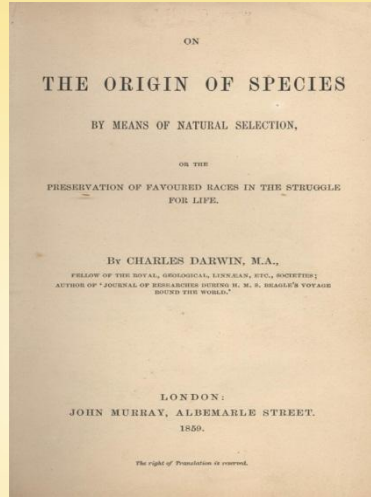 ON
THE ORIGIN OF SPECIES
BY MEANS OF NATURAL SELECTION,
OR THE
PRESERVATION OF FAVOURED RACES IN THE STRUGGLE
FOR LIFE.
BY CHARLES DARWIN, M.A.,
FELLOW OF THE ROYAL, GEOLOGICAL, LINNÆAN, ETC., SOCIETIES;
AUTHOR OF 'JOURNAL OF RESEARCHES DURING H. M. S. BEAGLE'S VOYAGE
ROUND THE WORLD.'
LONDON:
JOHN MURRAY, ALBEMARLE STREET.
1859.
The right of Translation is reserved.